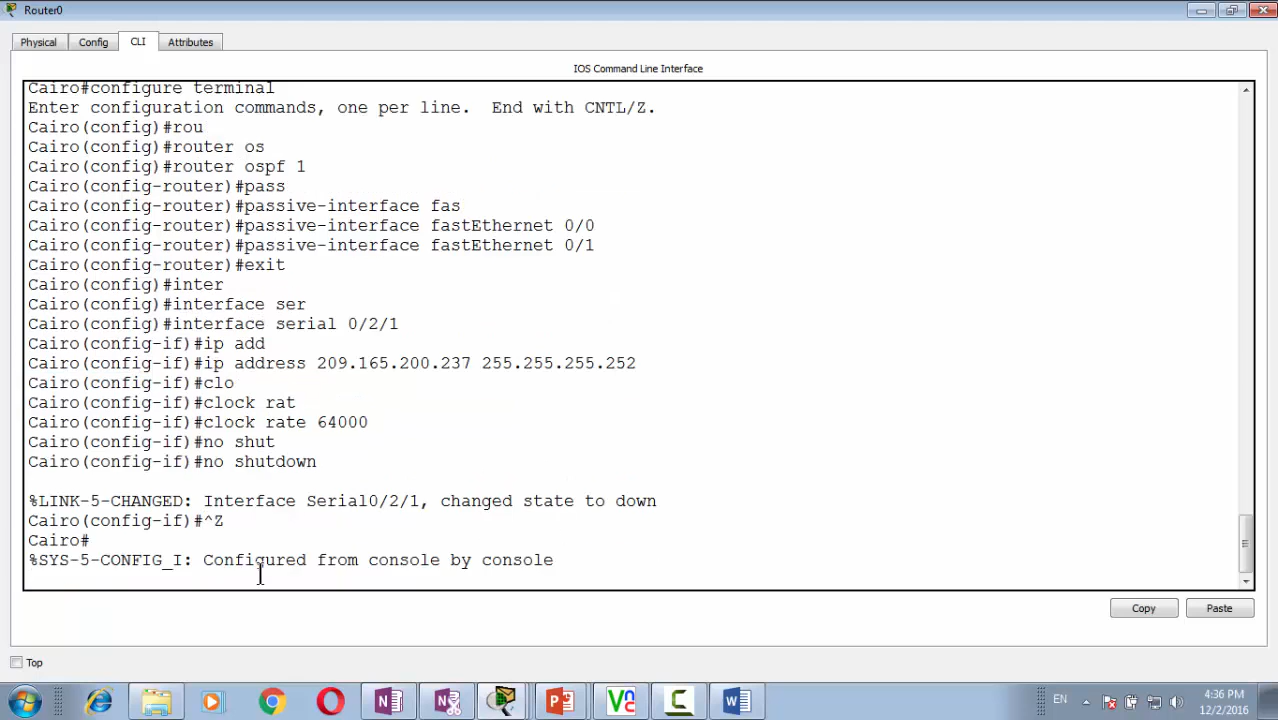 Router0
Physical Config CLI Attributes
IOS Command Line Interface
Cairo#configure terminal
Enter configuration commands, one per line.  End with CNTL/Z.
Cairo(config)#rou
Cairo(config)#router os
Cairo(config)#router ospf 1
Cairo(config-router)#pass
Cairo(config-router)#passive-interface fas
Cairo(config-router)#passive-interface fastEthernet 0/0
Cairo(config-router)#passive-interface fastEthernet 0/1
Cairo(config-router)#exit
Cairo(config)#inter
Cairo(config)#interface ser
Cairo(config)#interface serial 0/2/1
Cairo(config-if)#ip add
Cairo(config-if)#ip address 209.165.200.237 255.255.255.252
Cairo(config-if)#clo
Cairo(config-if)#clock rat
Cairo(config-if)#clock rate 64000
Cairo(config-if)#no shut
Cairo(config-if)#no shutdown
%LINK-5-CHANGED: Interface Serial0/2/1, changed state to down
Cairo(config-if)#^Z
Cairo#
%SYS-5-CONFIG_I: Configured from console by console
Copy Paste
Top
EN 4:36 PM
12/2/2016